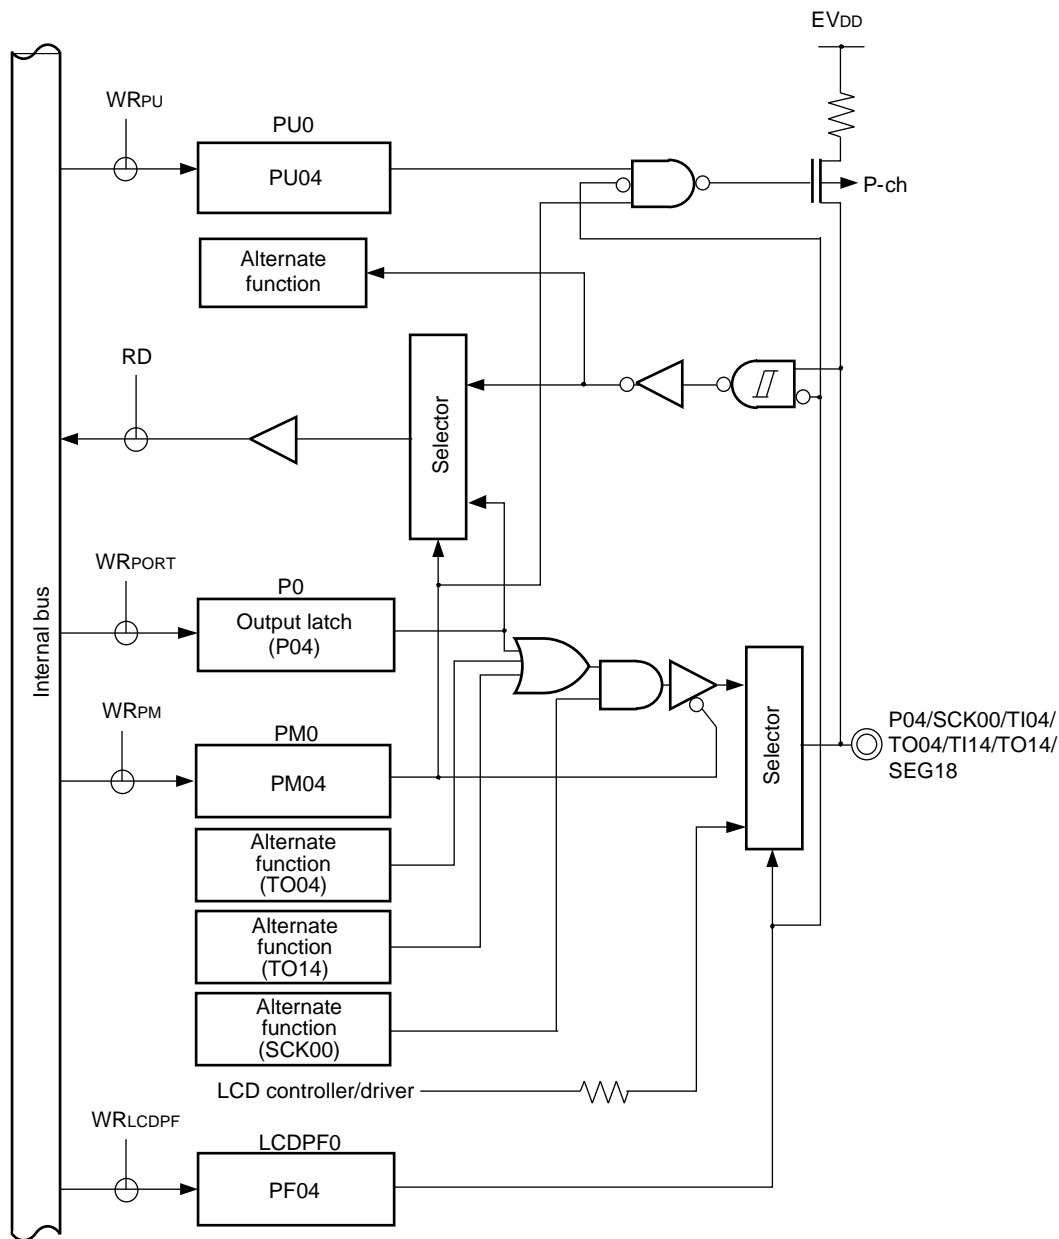 EVDD
WRPU
PU0
PU04
P-ch
Alternate
function
RD
Selector
Internal bus
WRPORT
P0
Output latch
(P04)
WRPM
PM0
PM04
Selector
P04/SCK00/TI04/
TO04/TI14/TO14/
SEG18
Alternate
function
(TO04)
Alternate
function
(TO14)
Alternate
function
(SCK00)
LCD controller/driver
WRLCDPF
LCDPF0
PF04